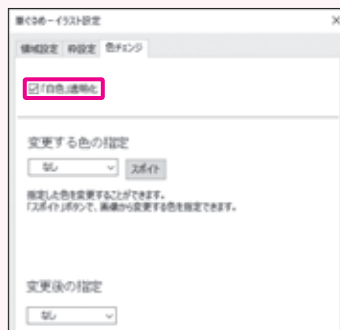 筆ぐるめ-イラスト設定
領域設定 枠設定 色チェンジ
「白色」透明化
変更する色の指定
なし スポイト
指定した色を変更することができます。
「スポイト」ボタンで、画像から変更する色を指定できます。
変更後の指定
なし